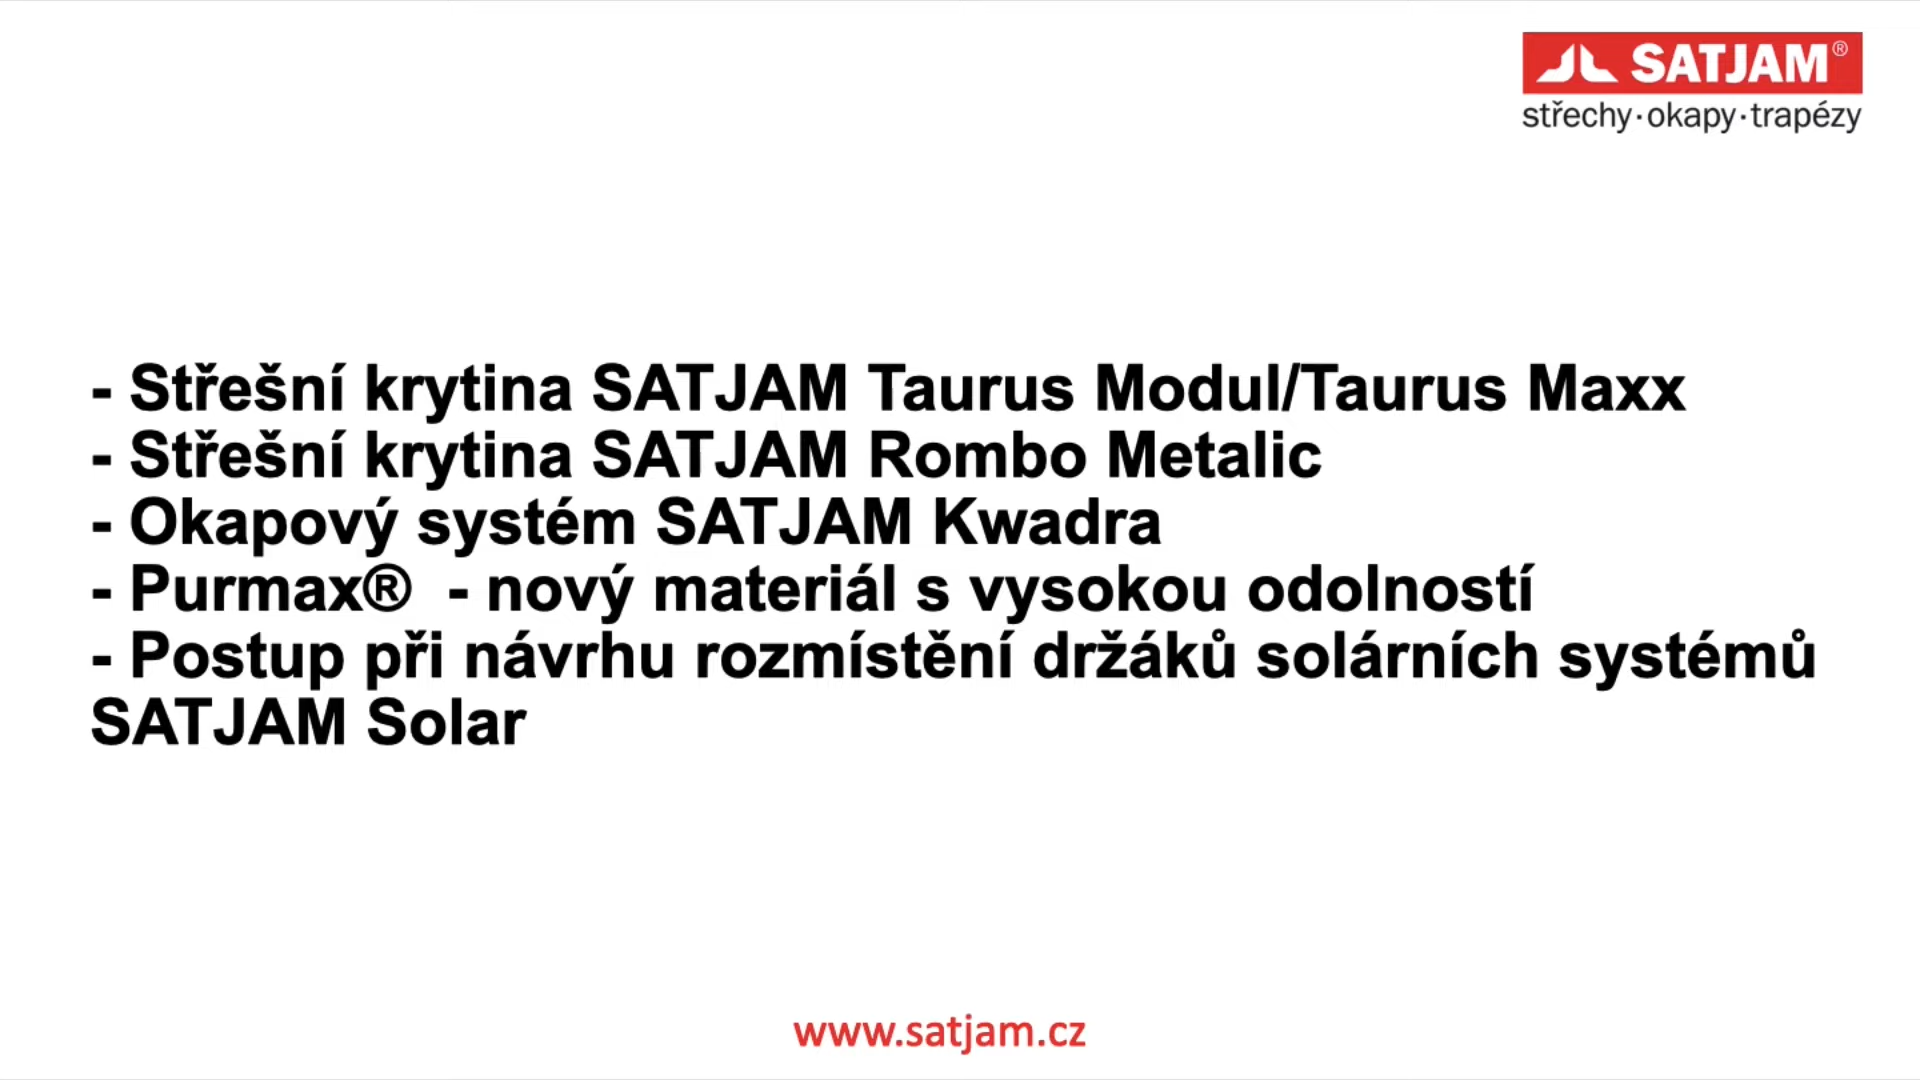 SATJAM®
střechy·okapy·trapézy
- Střešní krytina SATJAM Taurus Modul/Taurus Maxx
- Střešní krytina SATJAM Rombo Metalic
- Okapový systém SATJAM Kwadra
- Purmax®  - nový materiál s vysokou odolností
- Postup při návrhu rozmístění držáků solárních systémů
SATJAM Solar
www.satjam.cz